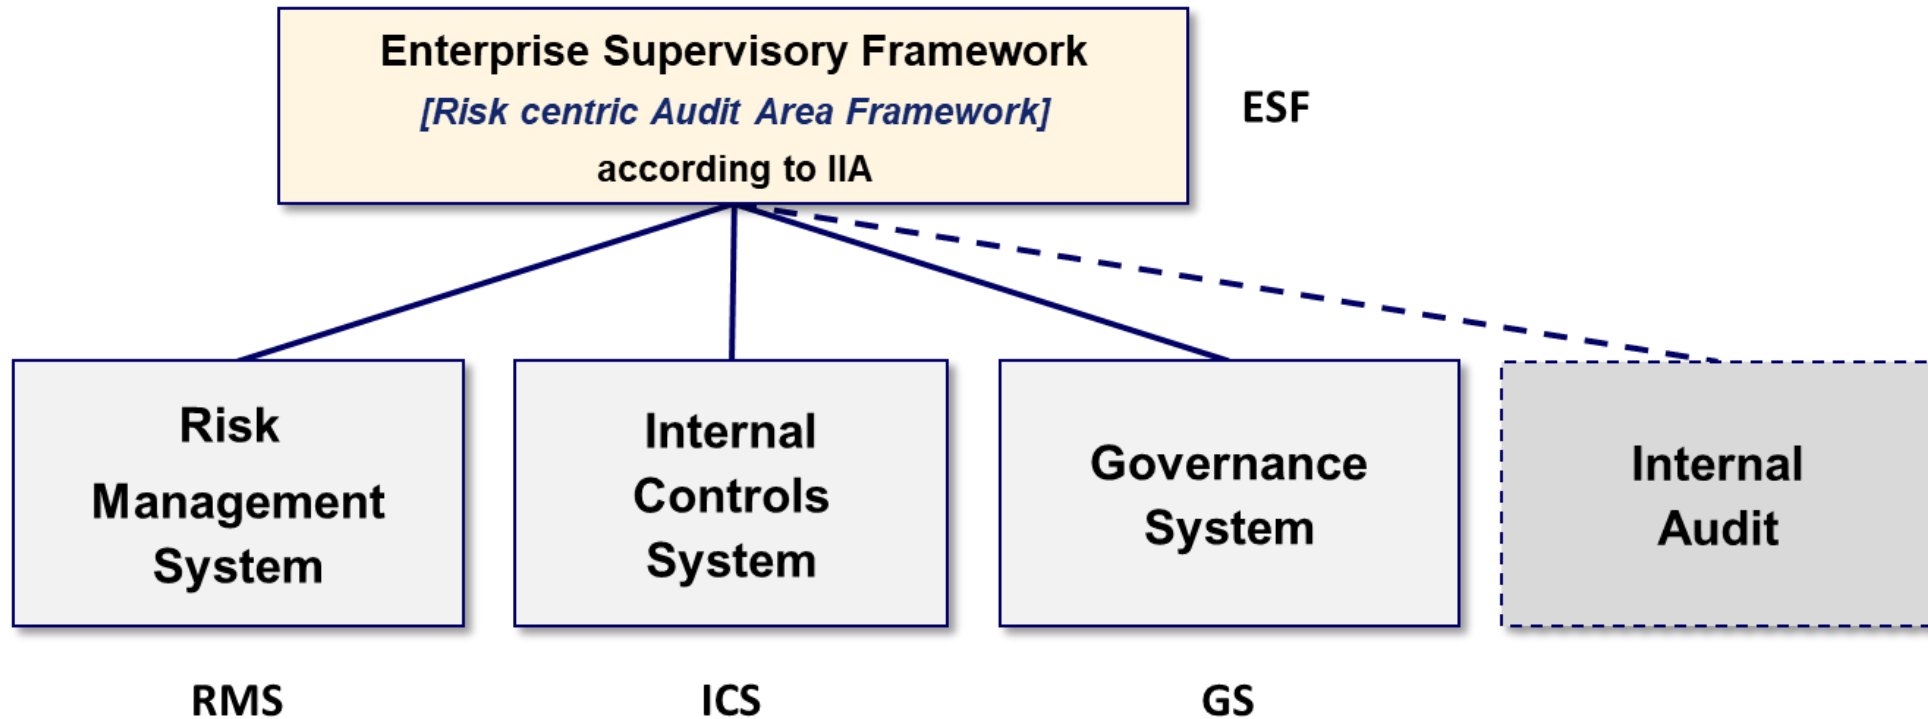 Enterprise Supervisory Framework
[Risk centric Audit Area Framework]
according to IIA
ESF
Risk
Management
System
Internal
Controls
System
Governance
System
Internal
Audit
RMS
ICS
GS